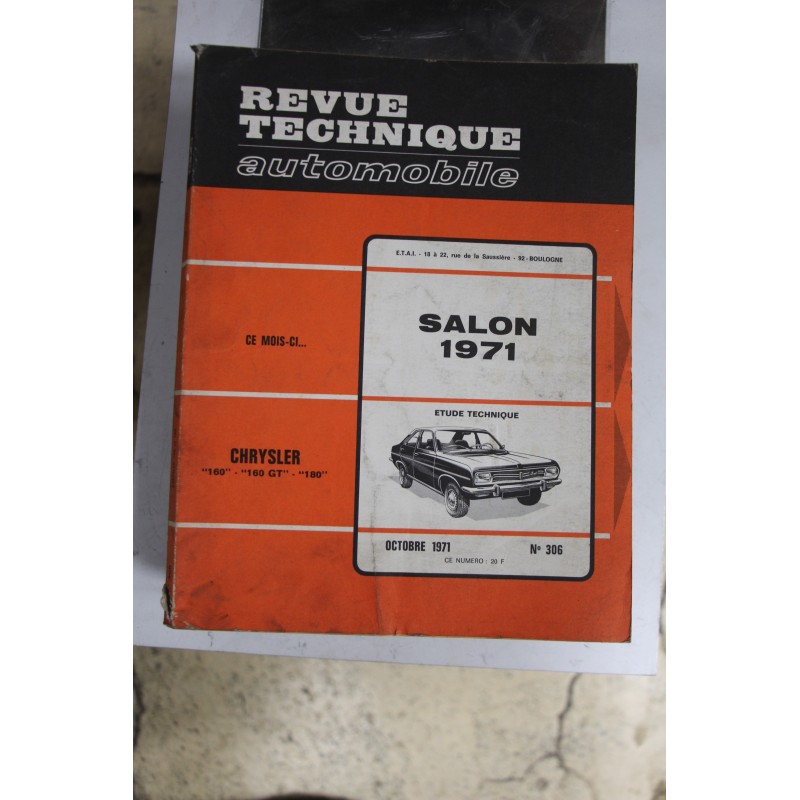 REVUE
TECHNIQUE
automobile
E.T.A.I. - 18 à 22, rue de la Saussière - 92 - BOULOGNE
CE MOIS-CI...
SALON
1971
ETUDE TECHNIQUE
CHRYSLER
"160" - "160 GT" - "180"
OCTOBRE 1971 N° 306
CE NUMERO : 20 F